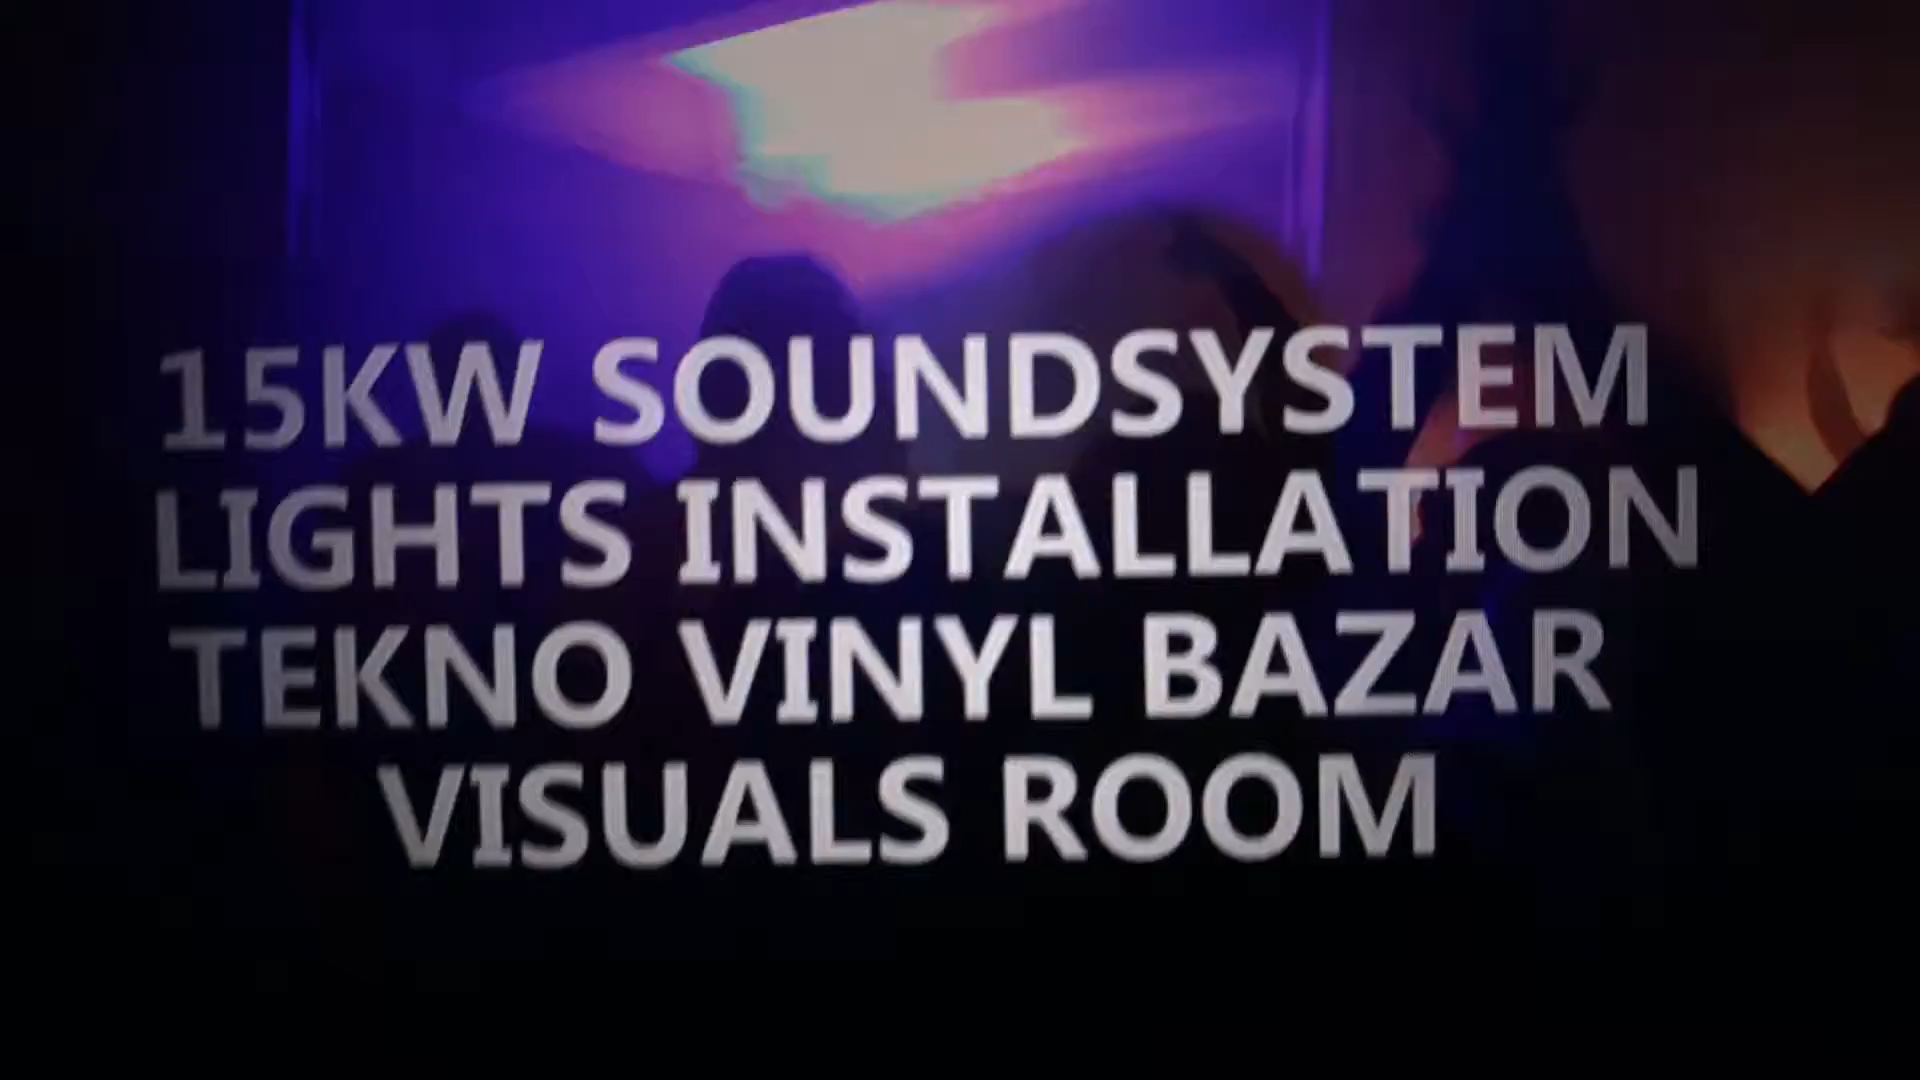 15KW SOUNDSYSTEM
LIGHTS INSTALLATION
TEKNO VINYL BAZAR
VISUALS ROOM